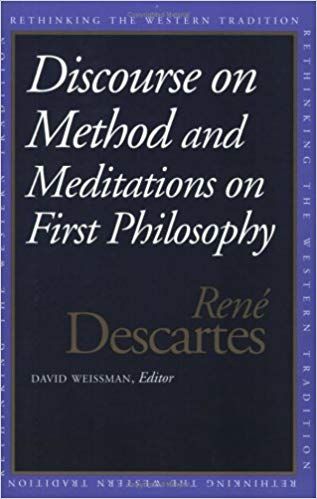 RETHINKING THE WESTERN TRADITION
Discourse on
Method and
Meditations on
First Philosophy
René
Descartes
DAVID WEISSMAN, Editor
RETHINKING THE WESTERN TRADITION
RETHINKING THE WESTERN TRADITION
RETHINKING THE WESTERN TRADITION